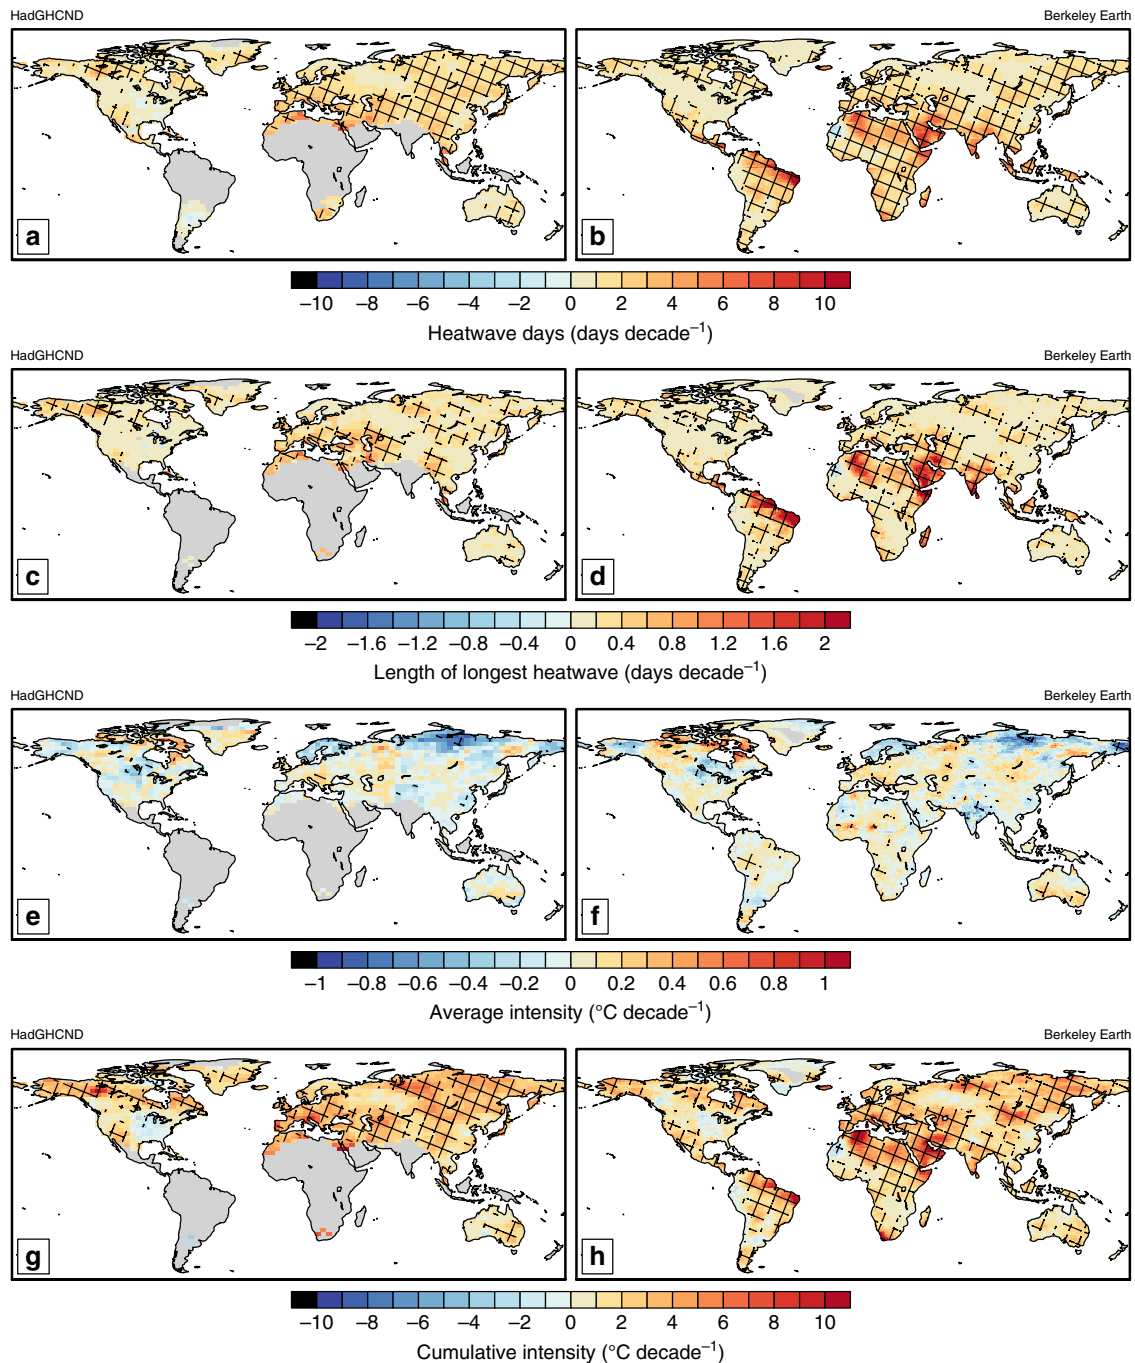 HadGHCND Berkeley Earth
a b
−10 −8 −6 −4 −2 0 2 4 6 8 10
Heatwave days (days decade−1)
HadGHCND Berkeley Earth
c d
−2 −1.6 −1.2 −0.8 −0.4 0 0.4 0.8 1.2 1.6 2
Length of longest heatwave (days decade−1)
HadGHCND Berkeley Earth
e f
−1 −0.8 −0.6 −0.4 −0.2 0 0.2 0.4 0.6 0.8 1
Average intensity (°C decade−1)
HadGHCND Berkeley Earth
g h
−10 −8 −6 −4 −2 0 2 4 6 8 10
Cumulative intensity (°C decade−1)